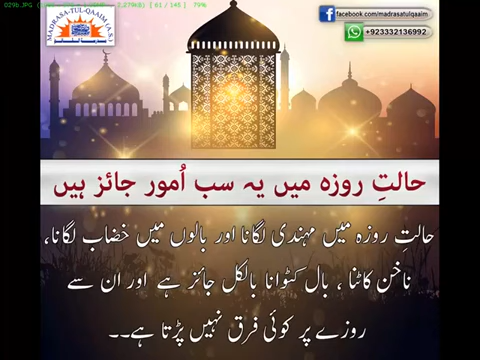 MADRASA-TUL-QAAIM (A.S)
facebook.com/madrasatulqaaim
+923332136992
حالتِ روزہ میں یہ سب اُمور جائز ہیں
حالتِ روزہ میں مہندی لگانا اور بالوں میں خضاب لگانا،
ناخن کاٹنا ، بال کٹوانا بالکل جائز ہے اور ان سے
روزے پر کوئی فرق نہیں پڑتا ہے۔۔